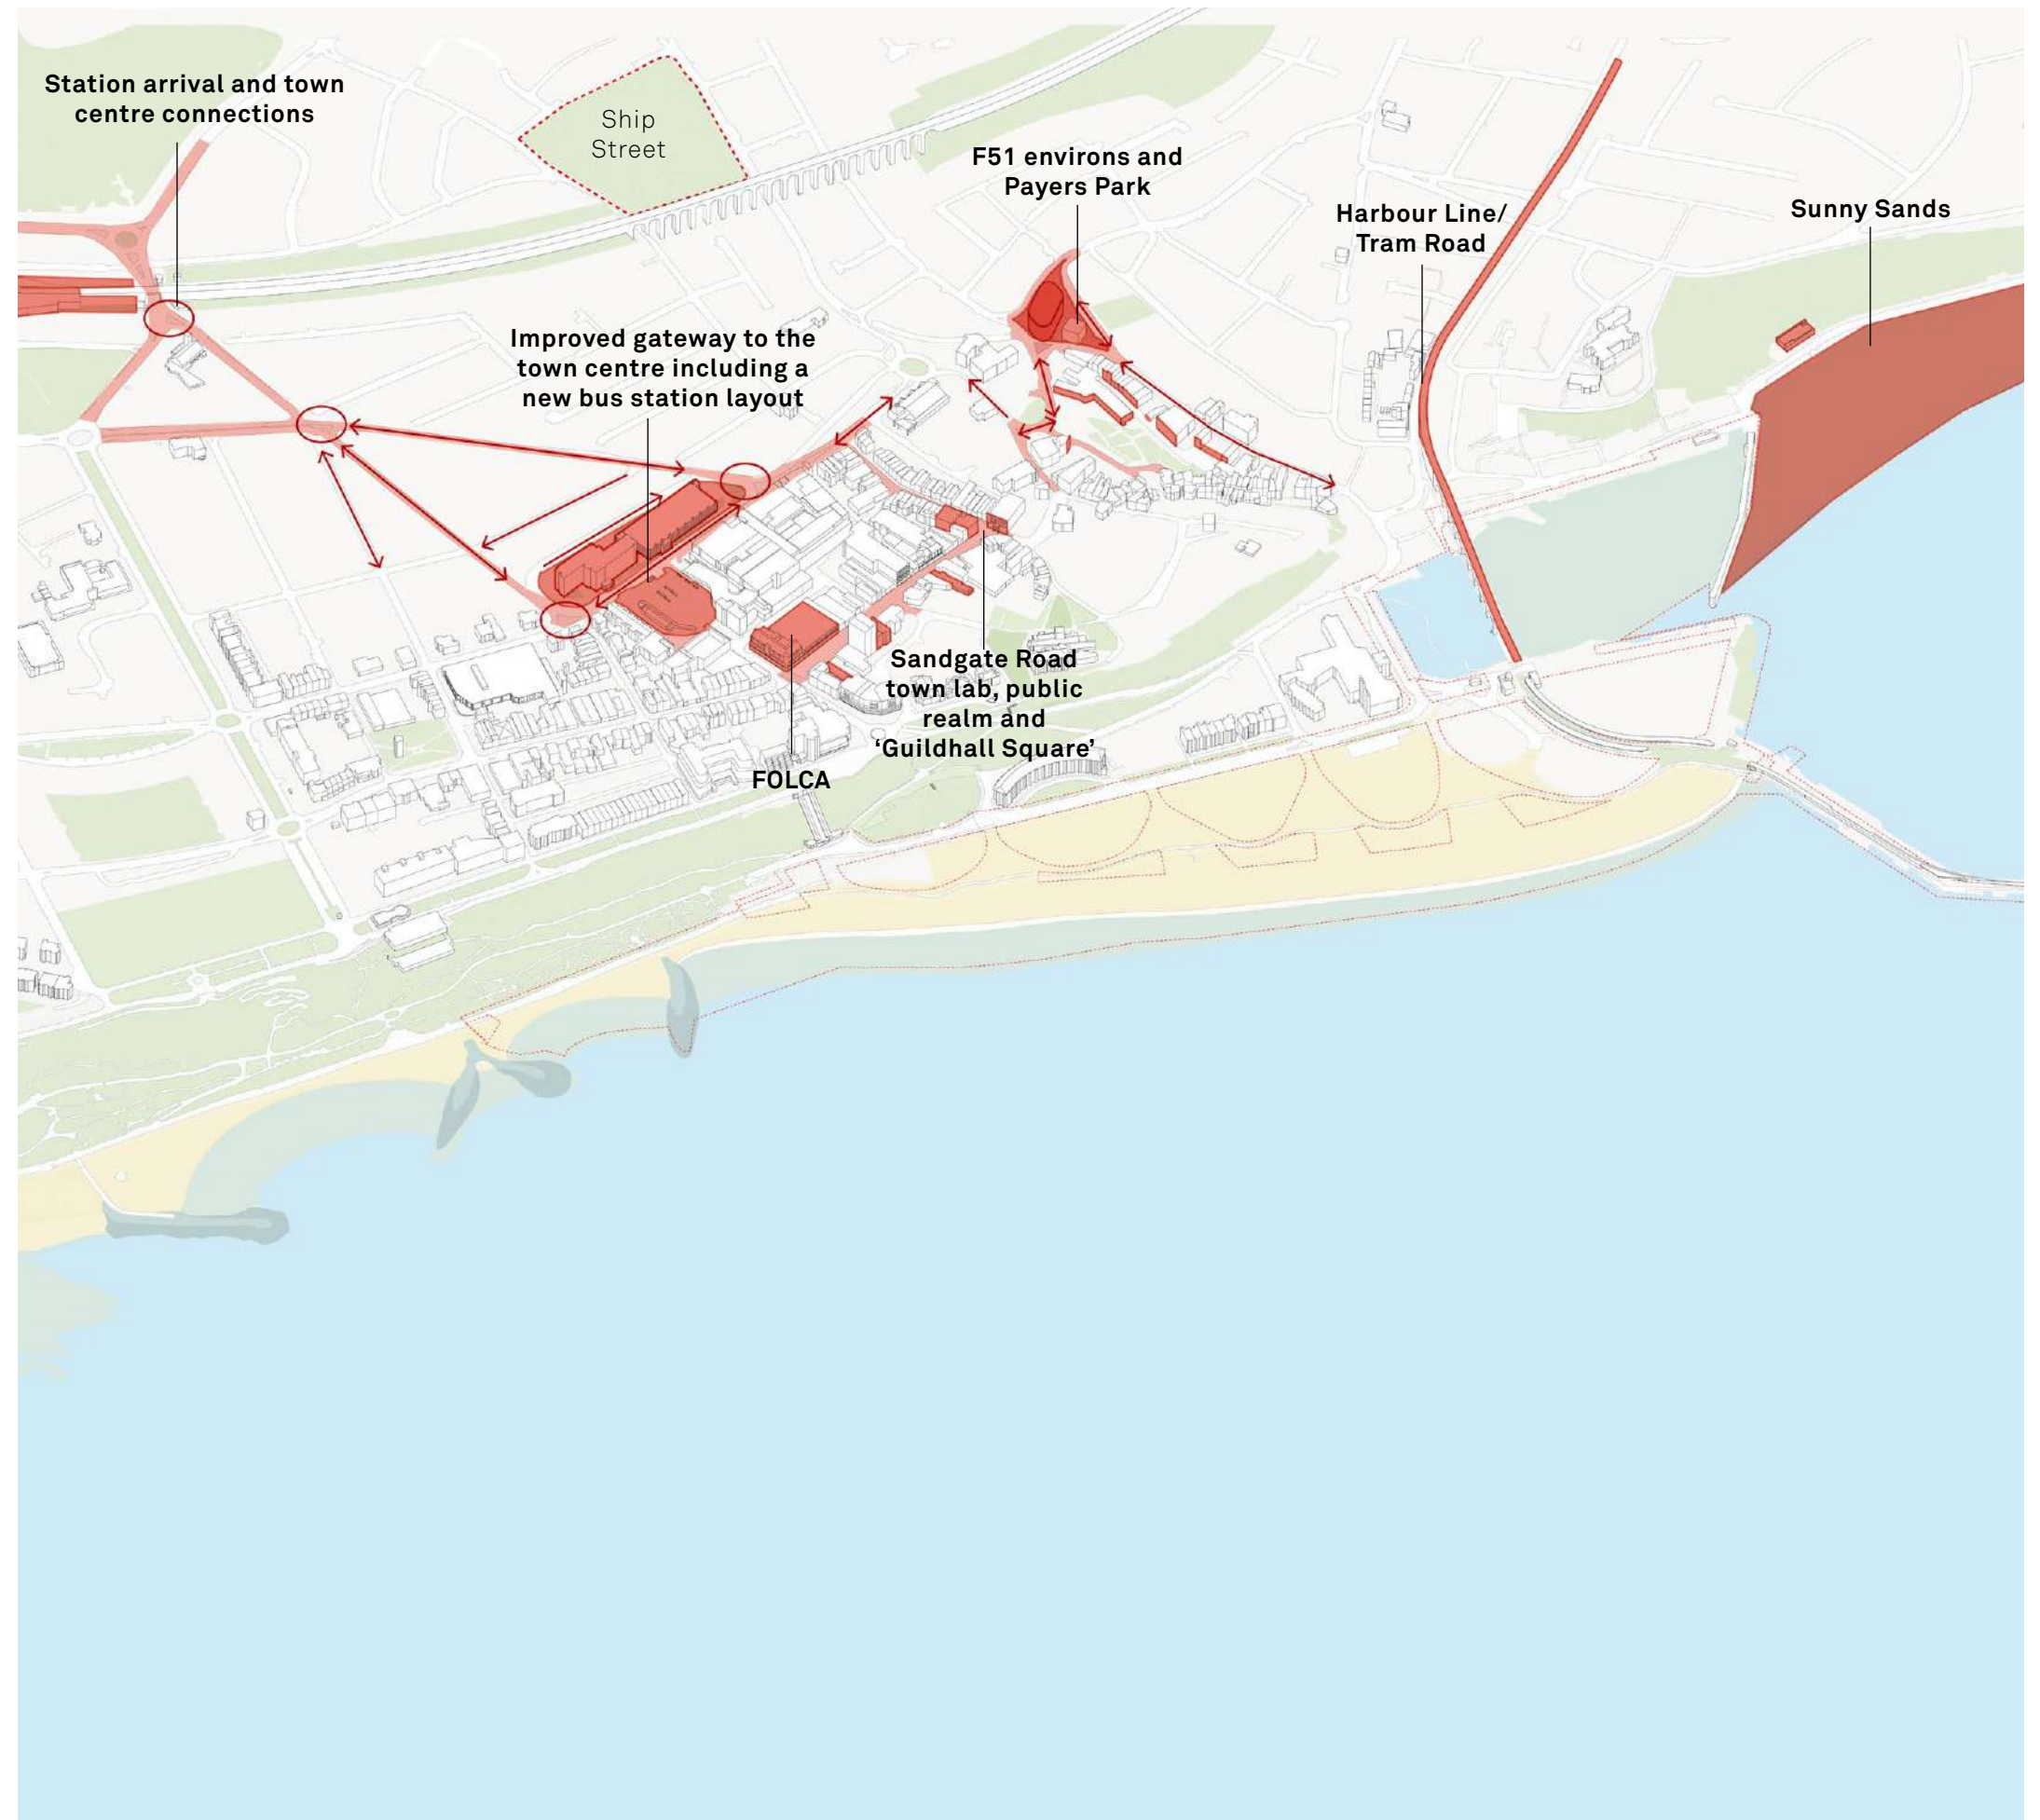 Station arrival and town
centre connections
Ship
Street
F51 environs and
Payers Park
Harbour Line/
Tram Road
Sunny Sands
Improved gateway to the
town centre including a
new bus station layout
Sandgate Road
town lab, public
realm and
‘Guildhall Square’
FOLCA